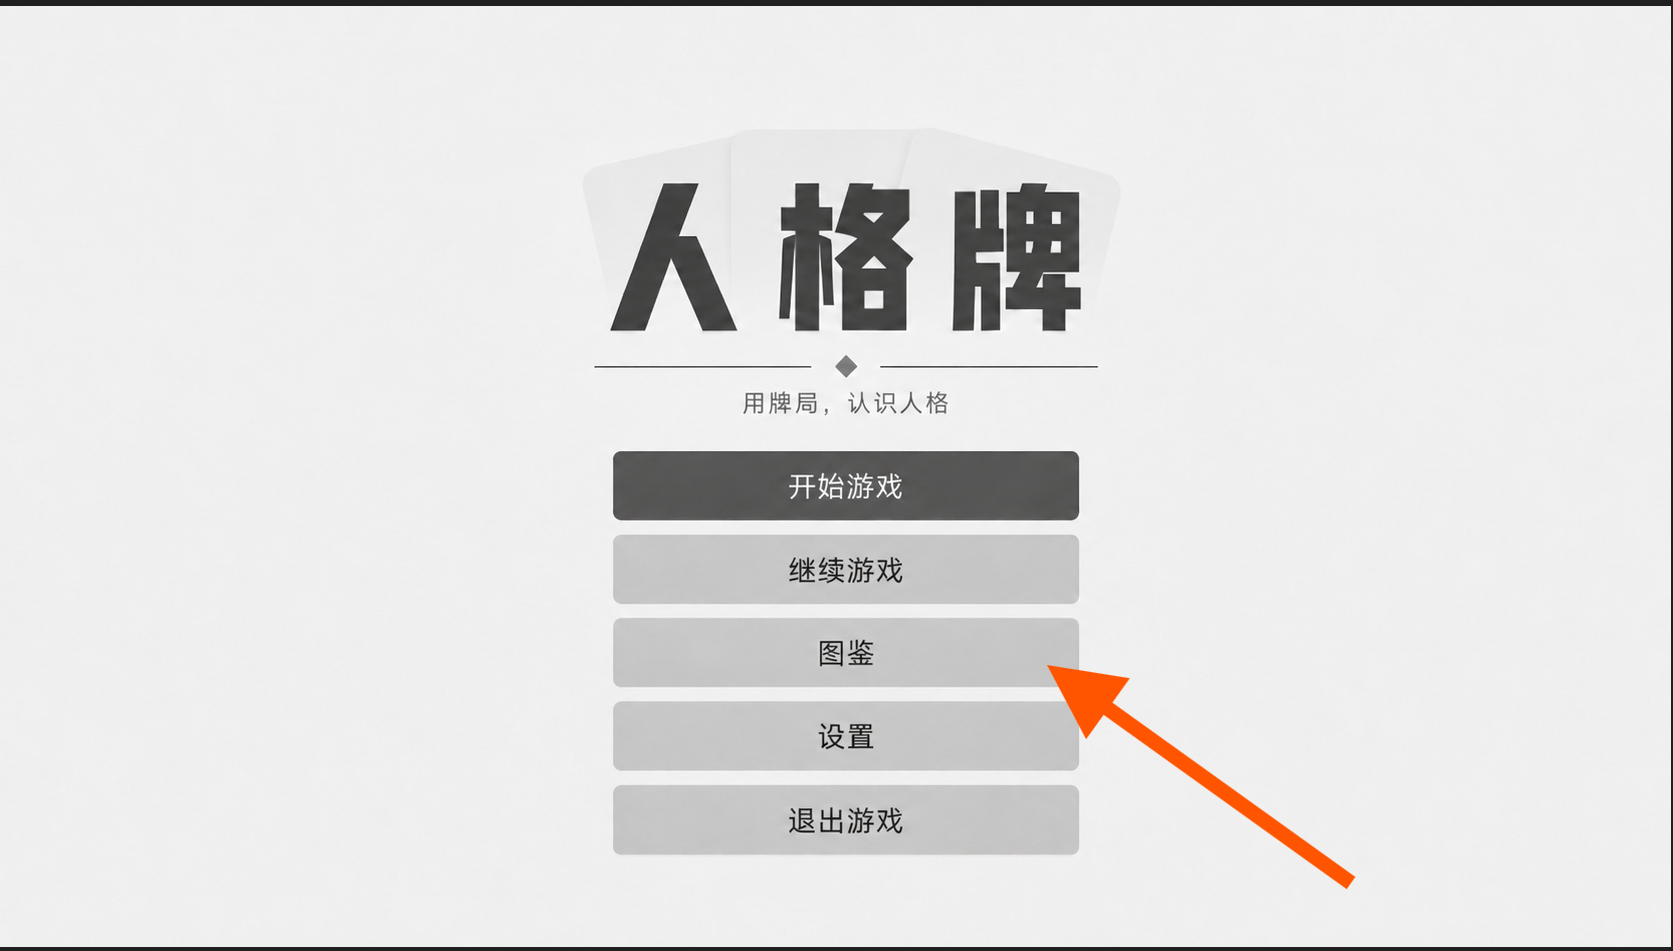 人格牌
用牌局，认识人格
开始游戏
继续游戏
图鉴
设置
退出游戏